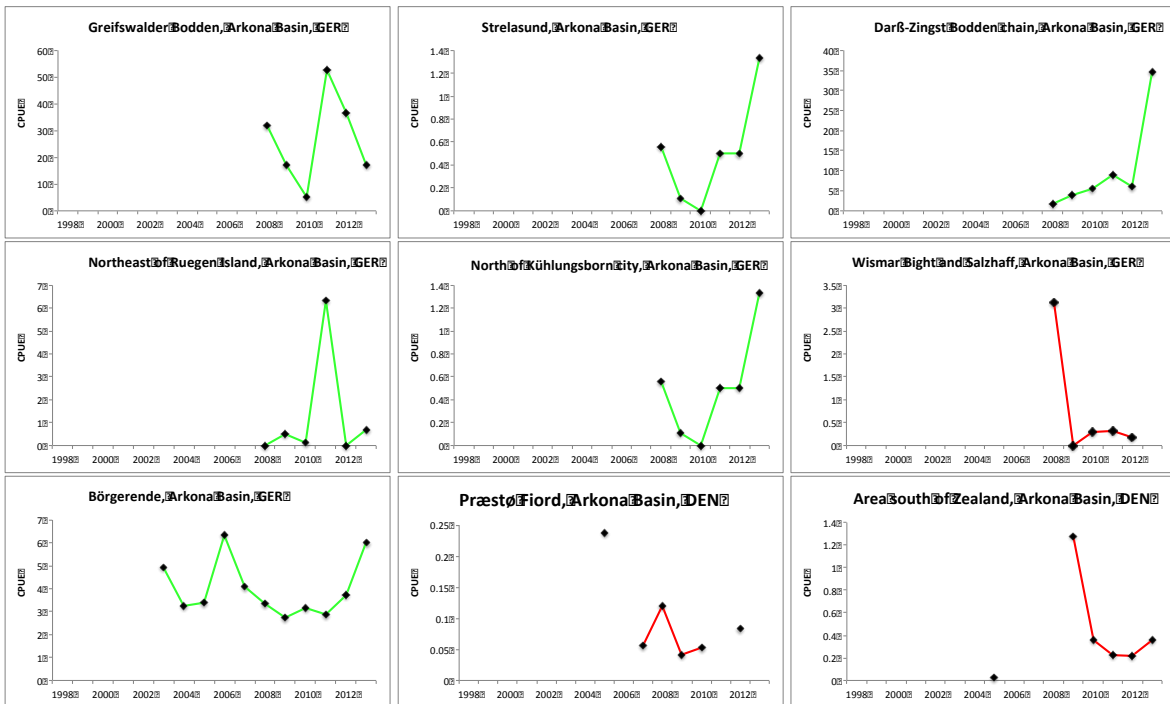 Greifswalder Bodden, Arkona Basin, GER
CPUE
60
50
40
30
20
10
0
1998 2000 2002 2004 2006 2008 2010 2012
Strelasund, Arkona Basin, GER
CPUE
1.4
1.2
1
0.8
0.6
0.4
0.2
0
1998 2000 2002 2004 2006 2008 2010 2012
Darß-Zingst Bodden chain, Arkona Basin, GER
CPUE
40
35
30
25
20
15
10
5
0
1998 2000 2002 2004 2006 2008 2010 2012
Northeast of Ruegen Island, Arkona Basin, GER
CPUE
7
6
5
4
3
2
1
0
1998 2000 2002 2004 2006 2008 2010 2012
North of Kühlungsborn city, Arkona Basin, GER
CPUE
1.4
1.2
1
0.8
0.6
0.4
0.2
0
1998 2000 2002 2004 2006 2008 2010 2012
Wismar Bight and Salzhaff, Arkona Basin, GER
CPUE
3.5
3
2.5
2
1.5
1
0.5
0
1998 2000 2002 2004 2006 2008 2010 2012
Börgerende, Arkona Basin, GER
CPUE
7
6
5
4
3
2
1
0
1998 2000 2002 2004 2006 2008 2010 2012
Præstø Fiord, Arkona Basin, DEN
CPUE
0.25
0.2
0.15
0.1
0.05
0
1998 2000 2002 2004 2006 2008 2010 2012
Area south of Zealand, Arkona Basin, DEN
CPUE
1.4
1.2
1
0.8
0.6
0.4
0.2
0
1998 2000 2002 2004 2006 2008 2010 2012